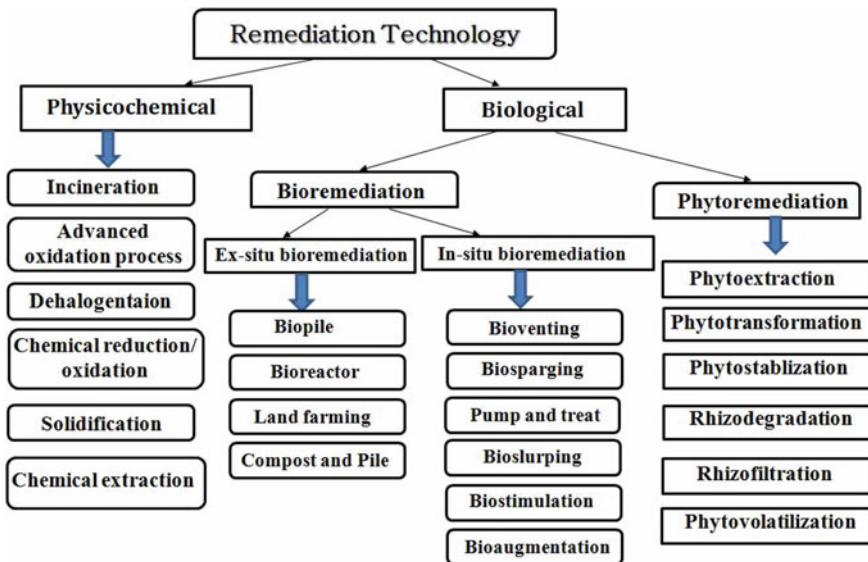 Remediation Technology
Physicochemical
Biological
Incineration
Advanced
oxidation process
Dehalogentaion
Chemical reduction/
oxidation
Solidification
Chemical extraction
Bioremediation
Ex-situ bioremediation
Biopile
Bioreactor
Land farming
Compost and Pile
In-situ bioremediation
Bioventing
Biosparging
Pump and treat
Bioslurping
Biostimulation
Bioaugmentation
Phytoremediation
Phytoextraction
Phytotransformation
Phytostablization
Rhizodegradation
Rhizofiltration
Phytovolatilization